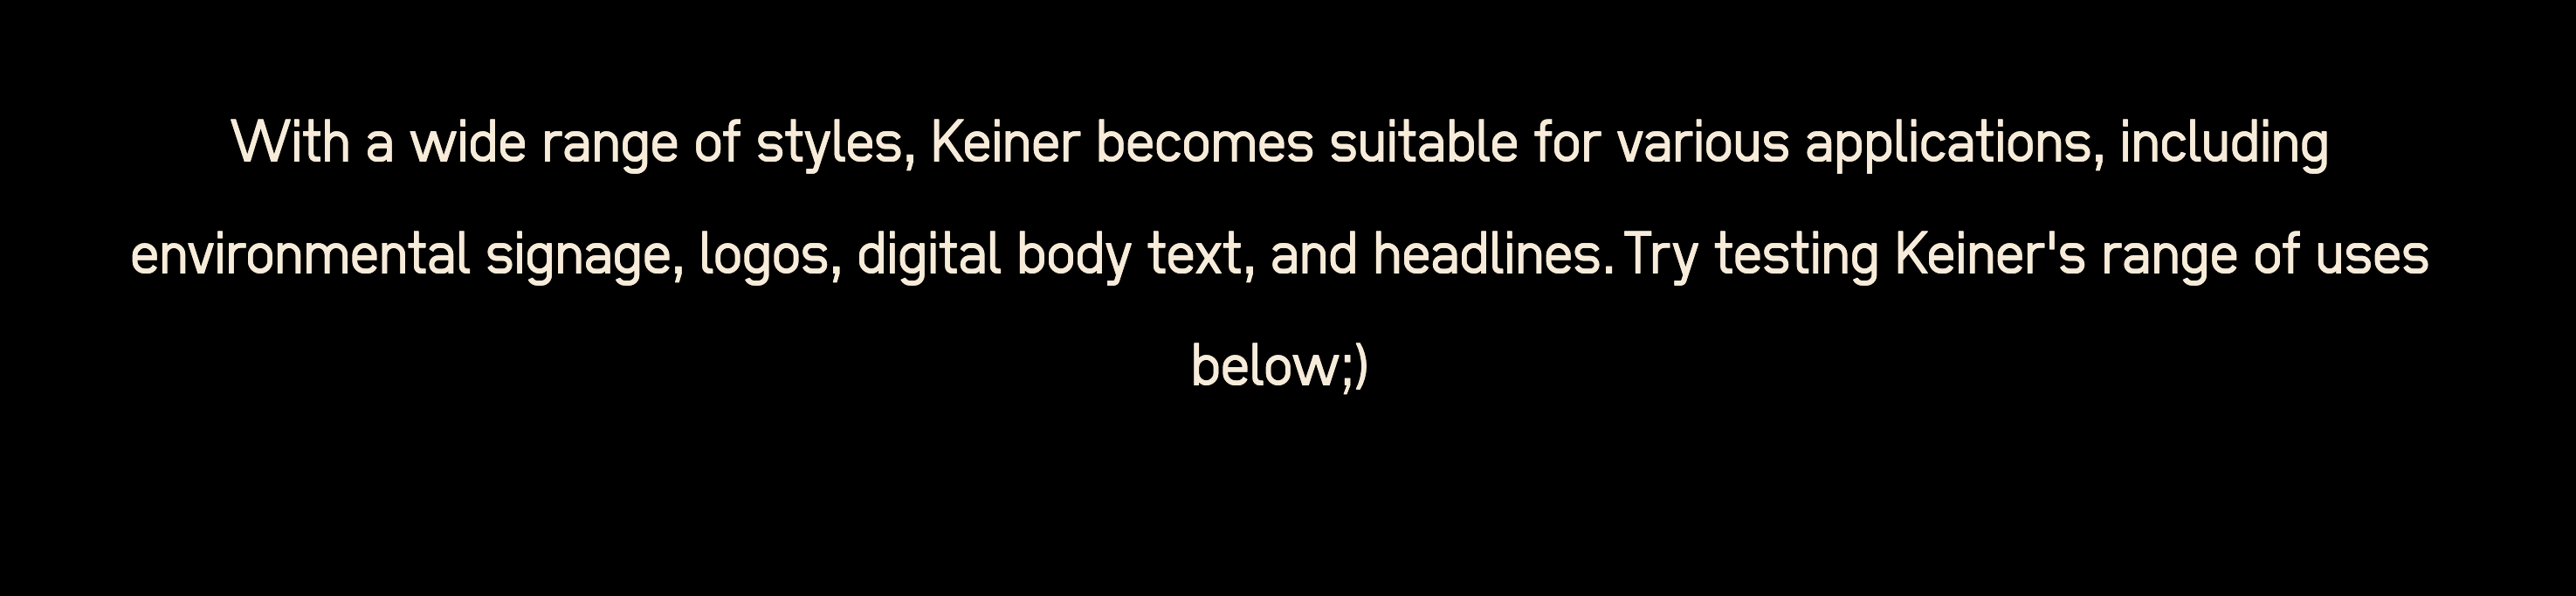 With a wide range of styles, Keiner becomes suitable for various applications, including
environmental signage, logos, digital body text, and headlines. Try testing Keiner's range of uses
below;)